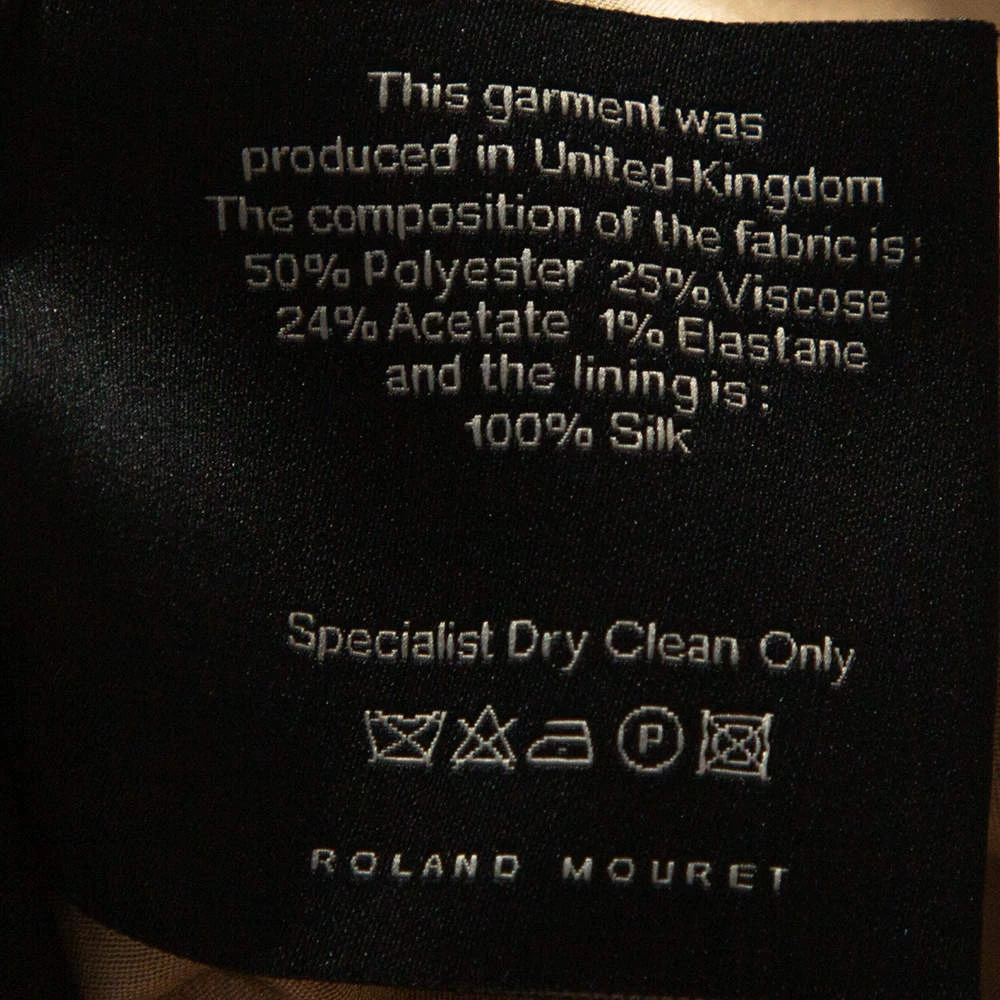 This garment was
produced in United-Kingdom
The composition of the fabric is:
50% Polyester 25% Viscose
24% Acetate 1% Elastane
and the lining is:
100% Silk
Specialist Dry Clean Only
P
ROLAND MOURET